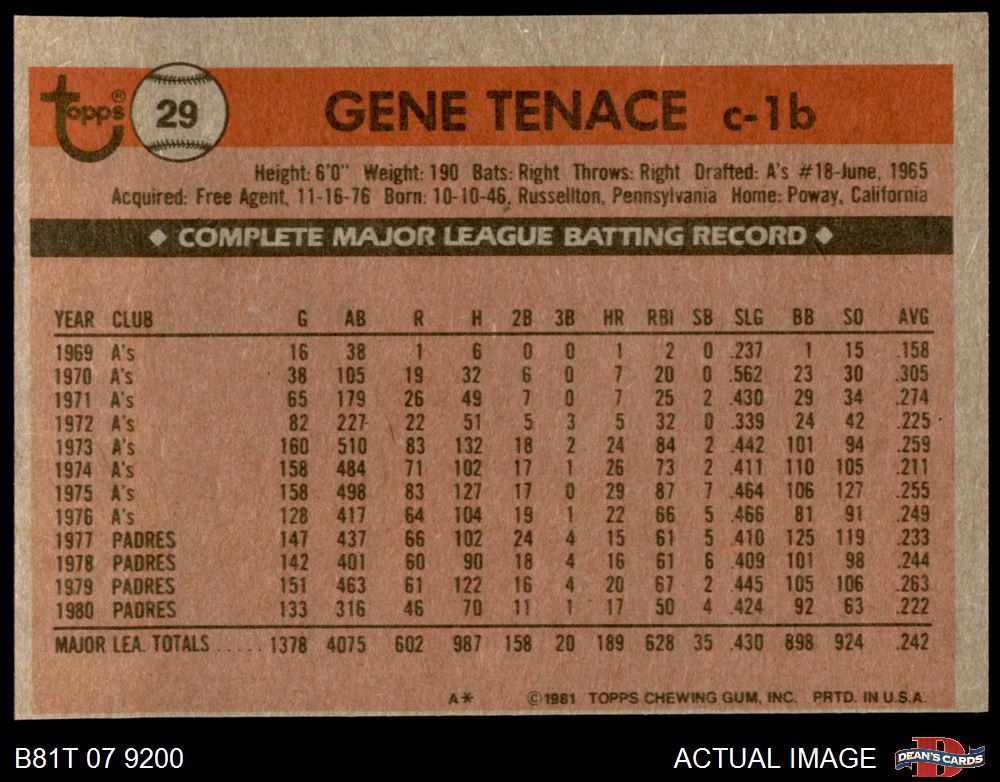 topps® 29 GENE TENACE c-1b
Height: 6'0" Weight: 190 Bats: Right Throws: Right Drafted: A's #18-June, 1965
Acquired: Free Agent, 11-16-76 Born: 10-10-46, Russellton, Pennsylvania Home: Poway, California
◆ COMPLETE MAJOR LEAGUE BATTING RECORD ◆
YEAR CLUB G AB R H 2B 3B HR RBI SB SLG BB SO AVG
1969 A's 16 38 1 6 0 0 1 2 0 .237 1 15 .158
1970 A's 38 105 19 32 6 0 7 20 0 .562 23 30 .305
1971 A's 65 179 26 49 7 0 7 25 2 .430 29 34 .274
1972 A's 82 227 22 51 5 3 5 32 0 .339 24 42 .225
1973 A's 160 510 83 132 18 2 24 84 2 .442 101 94 .259
1974 A's 158 484 71 102 17 1 26 73 2 .411 110 105 .211
1975 A's 158 498 83 127 17 0 29 87 7 .464 106 127 .255
1976 A's 128 417 64 104 19 1 22 66 5 .466 81 91 .249
1977 PADRES 147 437 66 102 24 4 15 61 5 .410 125 119 .233
1978 PADRES 142 401 60 90 18 4 16 61 6 .409 101 98 .244
1979 PADRES 151 463 61 122 16 4 20 67 2 .445 105 106 .263
1980 PADRES 133 316 46 70 11 1 17 50 4 .424 92 63 .222
MAJOR LEA. TOTALS ..... 1378 4075 602 987 158 20 189 628 35 .430 898 924 .242
A* ©1981 TOPPS CHEWING GUM, INC. PRTD. IN U.S.A.
B81T 07 9200 ACTUAL IMAGE D DEAN'S CARDS